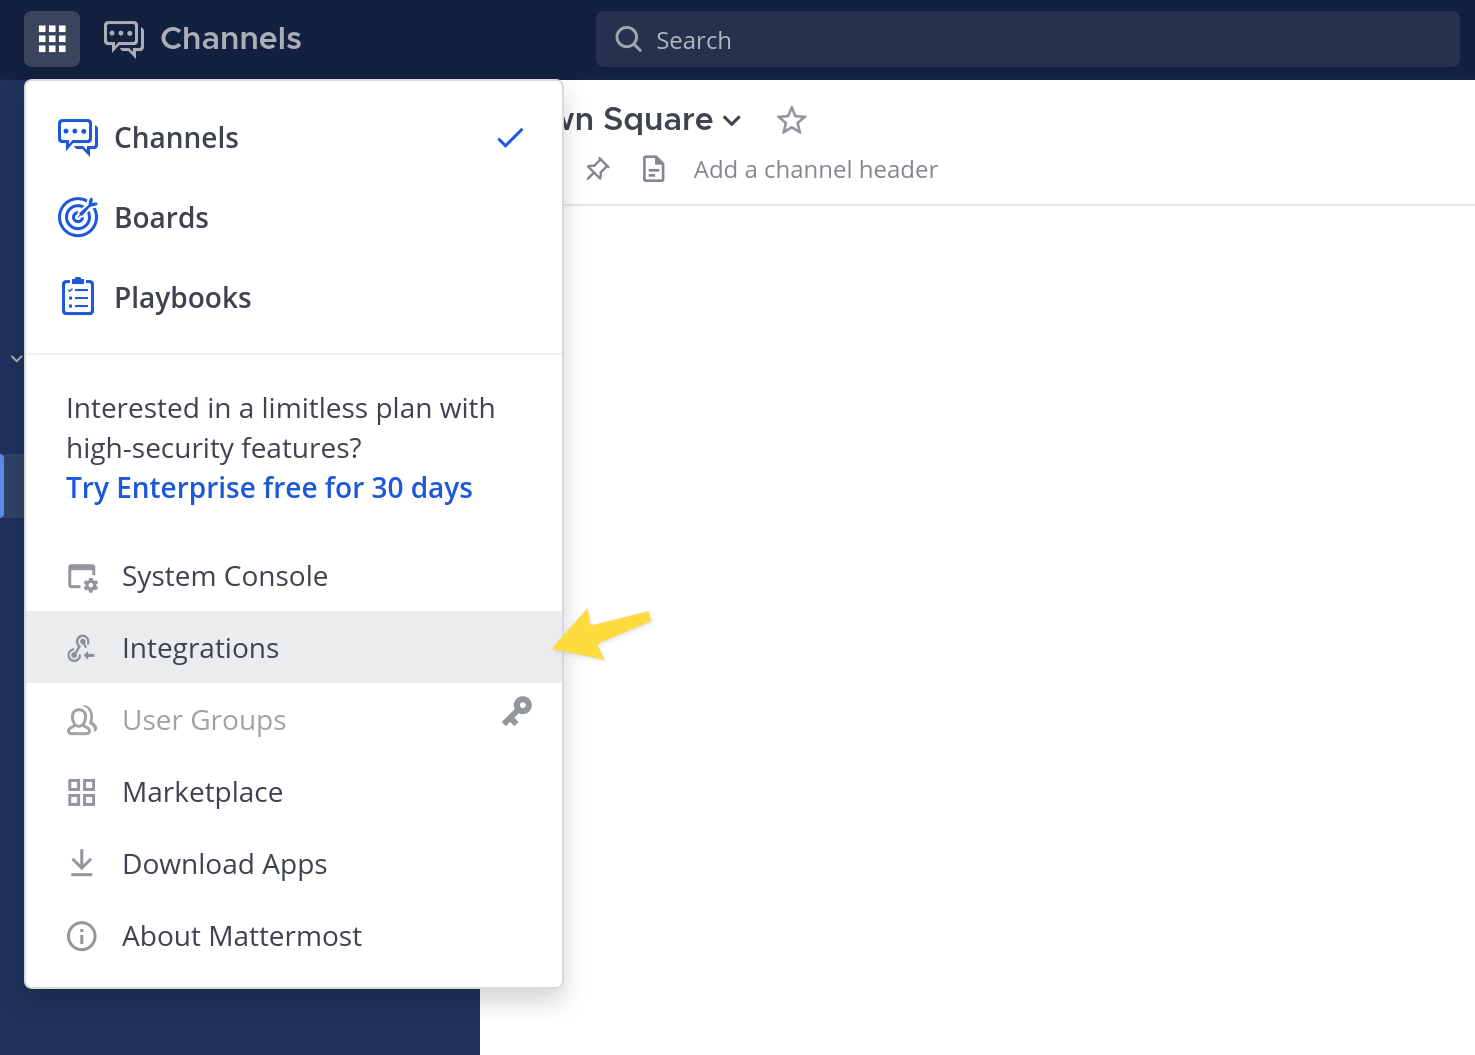 Channels
Search
Channels
Boards
Playbooks
Interested in a limitless plan with
high-security features?
Try Enterprise free for 30 days
System Console
Integrations
User Groups
Marketplace
Download Apps
About Mattermost
Square
Add a channel header